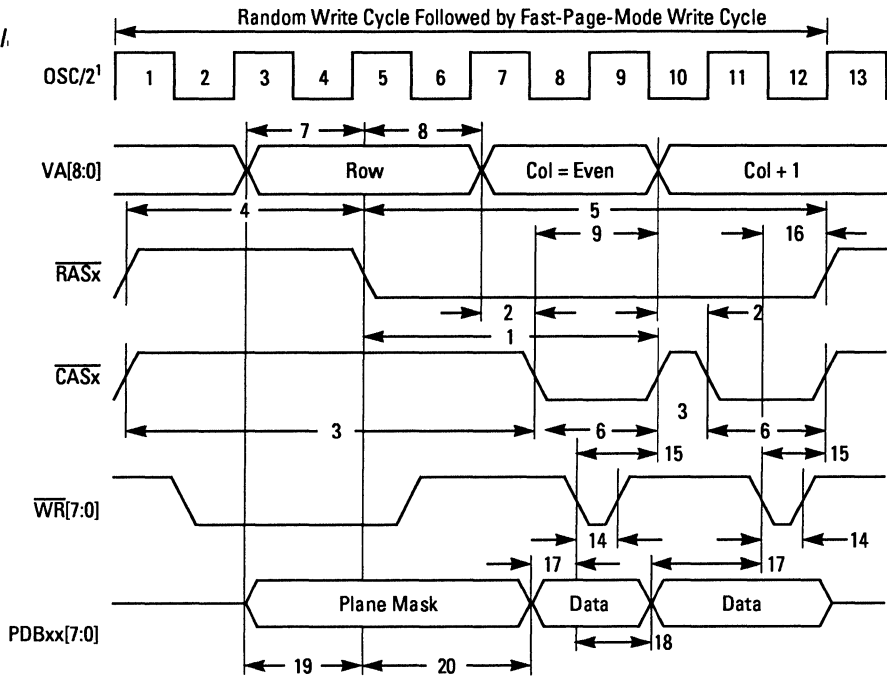 Random Write Cycle Followed by Fast-Page-Mode Write Cycle
OSC/2¹ 1 2 3 4 5 6 7 8 9 10 11 12 13
7 8
VA[8:0] Row Col = Even Col + 1
4 5
9 16
RASx
2 2
1
CASx
3
3 6 6
15 15
WR[7:0]
14 14
17 17
Plane Mask Data Data
PDBxx[7:0]
18
19 20